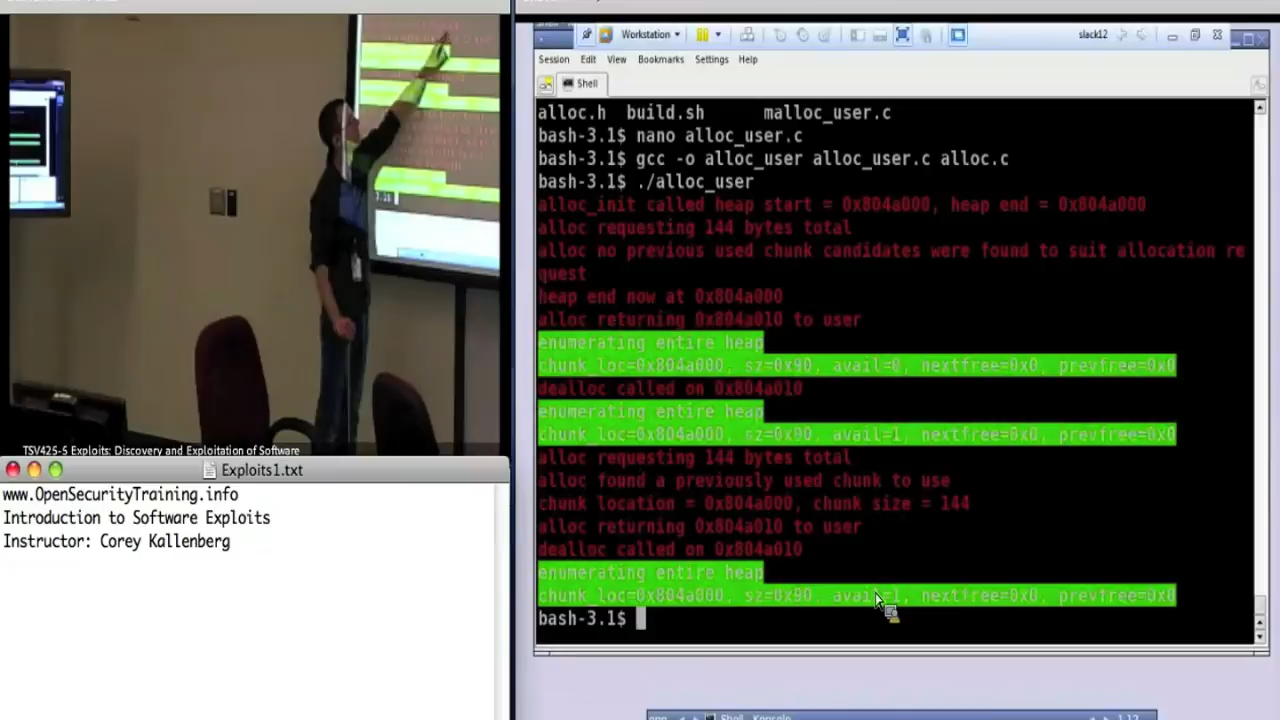 TSV425-5 Exploits: Discovery and Exploitation of Software
Exploits1.txt
www.OpenSecurityTraining.info
Introduction to Software Exploits
Instructor: Corey Kallenberg
Workstation
slack12
Session Edit View Bookmarks Settings Help
Shell
alloc.h build.sh malloc_user.c
bash-3.1$ nano alloc_user.c
bash-3.1$ gcc -o alloc_user alloc_user.c alloc.c
bash-3.1$ ./alloc_user
alloc_init called heap start = 0x804a000, heap end = 0x804a000
alloc requesting 144 bytes total
alloc no previous used chunk candidates were found to suit allocation re
quest
heap end now at 0x804a000
alloc returning 0x804a010 to user
enumerating entire heap
chunk_loc=0x804a000, sz=0x90, avail=0, nextfree=0x0, prevfree=0x0
dealloc called on 0x804a010
enumerating entire heap
chunk_loc=0x804a000, sz=0x90, avail=1, nextfree=0x0, prevfree=0x0
alloc requesting 144 bytes total
alloc found a previously used chunk to use
chunk location = 0x804a000, chunk size = 144
alloc returning 0x804a010 to user
dealloc called on 0x804a010
enumerating entire heap
chunk_loc=0x804a000, sz=0x90, avail=1, nextfree=0x0, prevfree=0x0
bash-3.1$
Shell - Konsole